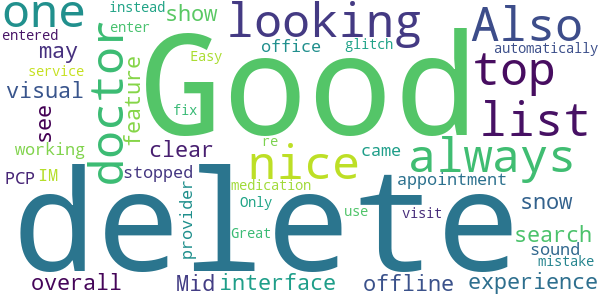 one
instead
show
looking
Also
entered
enter
may
doctor
Good
office
glitch
automatically
service
feature
Easy
top
visual
see
fix
list
working
clear
re
came
nice
always
PCP
IM
stopped
delete
provider
medication
appointment
snow
Only
use
visit
Great
search
sound
mistake
overall
Mid
interface
offline
experience